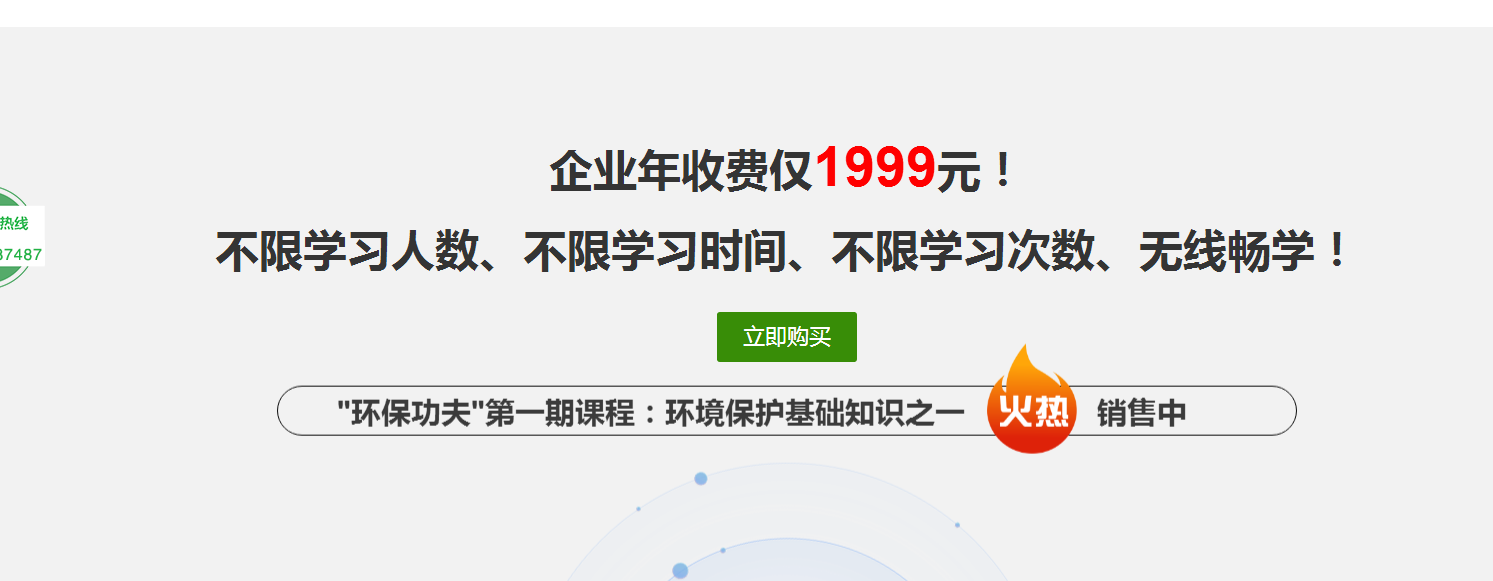 企业年收费仅1999元！
热线
不限学习人数、不限学习时间、不限学习次数、无线畅学！
37487
立即购买
"环保功夫"第一期课程：环境保护基础知识之一 火热 销售中